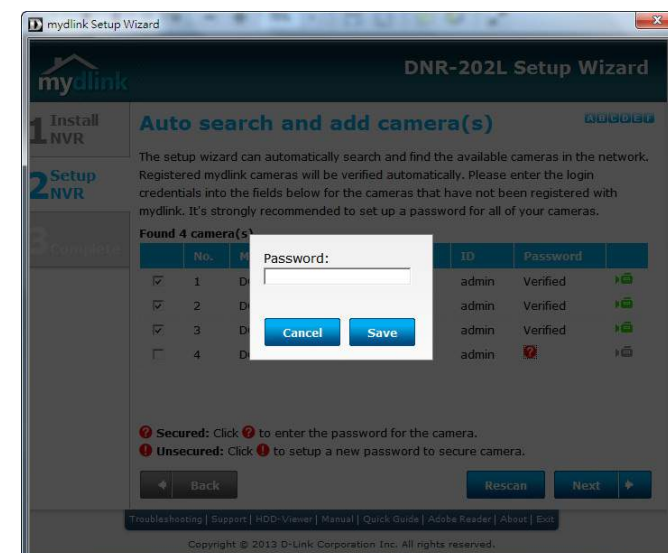 mydlink Setup Wizard
mydlink
DNR-202L Setup Wizard
1 Install NVR
2 Setup NVR
3 Complete
Auto search and add camera(s)
A B C D E F
The setup wizard can automatically search and find the available cameras in the network.
Registered mydlink cameras will be verified automatically. Please enter the login
credentials into the fields below for the cameras that have not been registered with
mydlink. It's strongly recommended to set up a password for all of your cameras.
Found 4 camera(s)
No. ID Password
1 admin Verified
2 admin Verified
3 admin Verified
4 admin ?
Password:
Cancel Save
? Secured: Click ? to enter the password for the camera.
! Unsecured: Click ! to setup a new password to secure camera.
Back Rescan Next
Troubleshooting | Support | HDD-Viewer | Manual | Quick Guide | Adobe Reader | About | Exit
Copyright © 2013 D-Link Corporation Inc. All rights reserved.